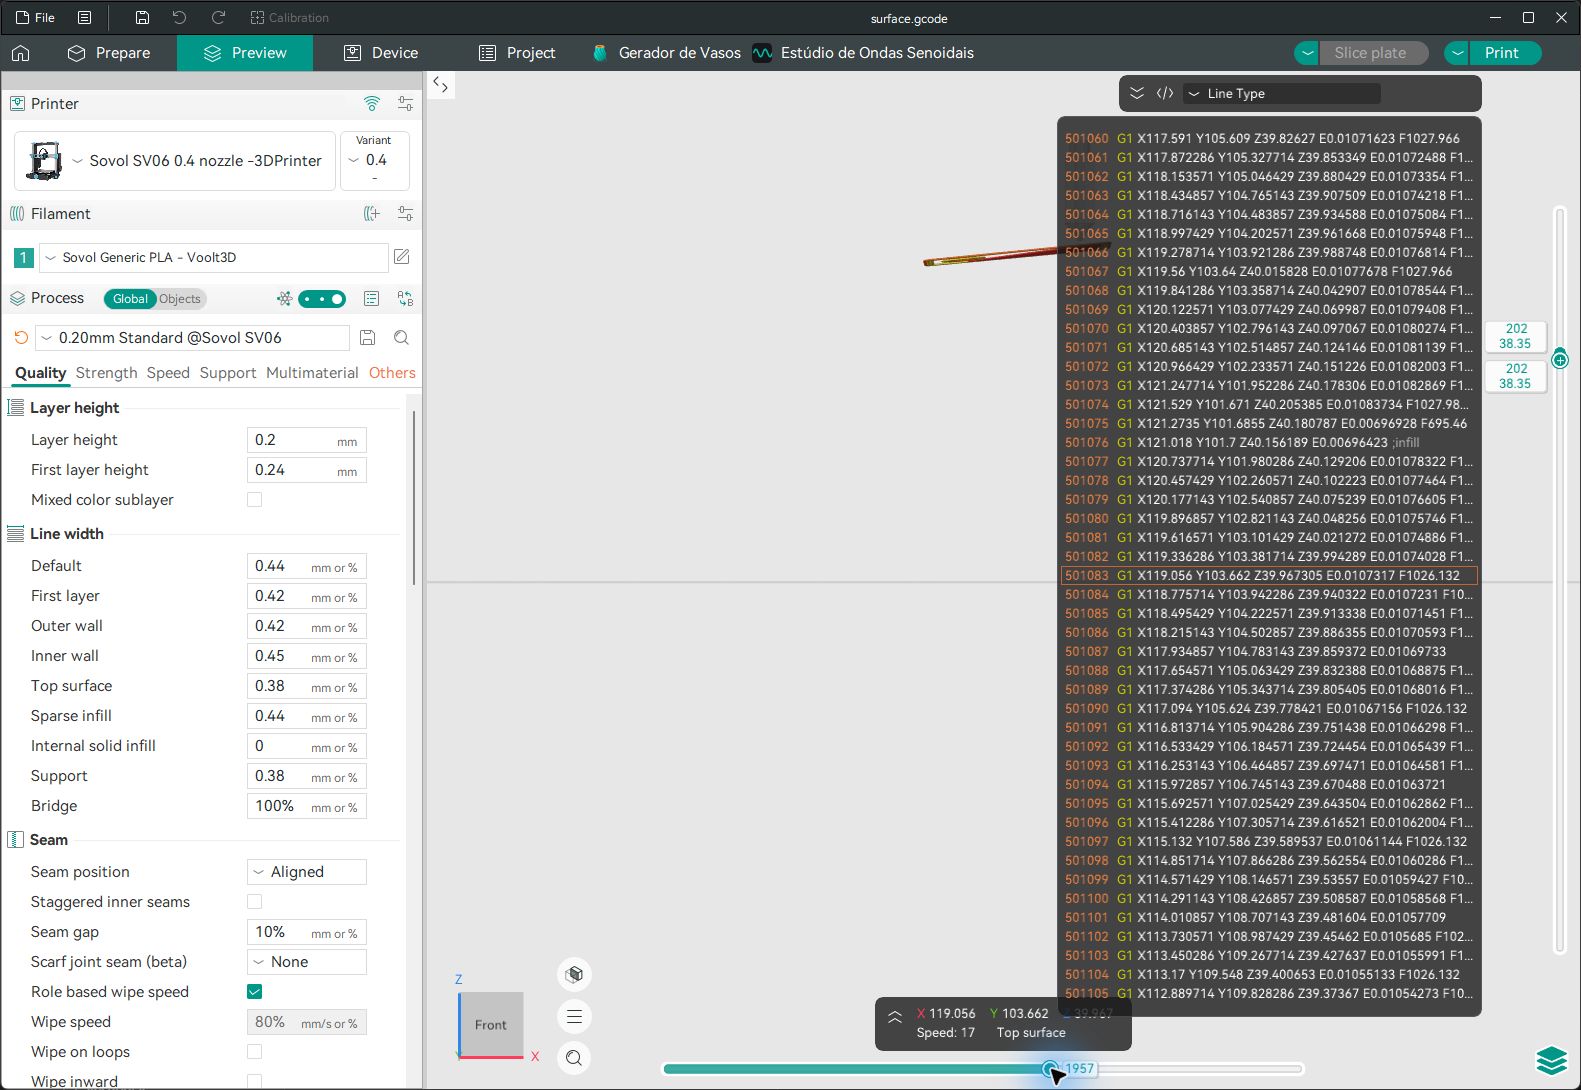 File
Calibration
surface.gcode
Prepare
Preview
Device
Project
Gerador de Vasos
Estúdio de Ondas Senoidais
Slice plate
Print
Printer
Sovol SV06 0.4 nozzle -3DPrinter
Variant
0.4
-
Filament
1
Sovol Generic PLA - Voolt3D
Process
Global
Objects
0.20mm Standard @Sovol SV06
Quality
Strength
Speed
Support
Multimaterial
Others
Layer height
Layer height 0.2 mm
First layer height 0.24 mm
Mixed color sublayer
Line width
Default 0.44 mm or %
First layer 0.42 mm or %
Outer wall 0.42 mm or %
Inner wall 0.45 mm or %
Top surface 0.38 mm or %
Sparse infill 0.44 mm or %
Internal solid infill 0 mm or %
Support 0.38 mm or %
Bridge 100% mm or %
Seam
Seam position Aligned
Staggered inner seams
Seam gap 10% mm or %
Scarf joint seam (beta) None
Role based wipe speed
Wipe speed 80% mm/s or %
Wipe on loops
Wipe inward
Line Type
501060 G1 X117.591 Y105.609 Z39.82627 E0.01071623 F1027.966
501061 G1 X117.872286 Y105.327714 Z39.853349 E0.01072488 F1...
501062 G1 X118.153571 Y105.046429 Z39.880429 E0.01073354 F1...
501063 G1 X118.434857 Y104.765143 Z39.907509 E0.01074218 F1...
501064 G1 X118.716143 Y104.483857 Z39.934588 E0.01075084 F1...
501065 G1 X118.997429 Y104.202571 Z39.961668 E0.01075948 F1...
501066 G1 X119.278714 Y103.921286 Z39.988748 E0.01076814 F1...
501067 G1 X119.56 Y103.64 Z40.015828 E0.01077678 F1027.966
501068 G1 X119.841286 Y103.358714 Z40.042907 E0.01078544 F1...
501069 G1 X120.122571 Y103.077429 Z40.069987 E0.01079408 F1...
501070 G1 X120.403857 Y102.796143 Z40.097067 E0.01080274 F1...
501071 G1 X120.685143 Y102.514857 Z40.124146 E0.01081139 F1...
501072 G1 X120.966429 Y102.233571 Z40.151226 E0.01082003 F1...
501073 G1 X121.247714 Y101.952286 Z40.178306 E0.01082869 F1...
501074 G1 X121.529 Y101.671 Z40.205385 E0.01083734 F1027.98...
501075 G1 X121.2735 Y101.6855 Z40.180787 E0.00696928 F695.46
501076 G1 X121.018 Y101.7 Z40.156189 E0.00696423 ;infill
501077 G1 X120.737714 Y101.980286 Z40.129206 E0.01078322 F1...
501078 G1 X120.457429 Y102.260571 Z40.102223 E0.01077464 F1...
501079 G1 X120.177143 Y102.540857 Z40.075239 E0.01076605 F1...
501080 G1 X119.896857 Y102.821143 Z40.048256 E0.01075746 F1...
501081 G1 X119.616571 Y103.101429 Z40.021272 E0.01074886 F1...
501082 G1 X119.336286 Y103.381714 Z39.994289 E0.01074028 F1...
501083 G1 X119.056 Y103.662 Z39.967305 E0.0107317 F1026.132
501084 G1 X118.775714 Y103.942286 Z39.940322 E0.0107231 F10...
501085 G1 X118.495429 Y104.222571 Z39.913338 E0.01071451 F1...
501086 G1 X118.215143 Y104.502857 Z39.886355 E0.01070593 F1...
501087 G1 X117.934857 Y104.783143 Z39.859372 E0.01069733
501088 G1 X117.654571 Y105.063429 Z39.832388 E0.01068875 F1...
501089 G1 X117.374286 Y105.343714 Z39.805405 E0.01068016 F1...
501090 G1 X117.094 Y105.624 Z39.778421 E0.01067156 F1026.132
501091 G1 X116.813714 Y105.904286 Z39.751438 E0.01066298 F1...
501092 G1 X116.533429 Y106.184571 Z39.724454 E0.01065439 F1...
501093 G1 X116.253143 Y106.464857 Z39.697471 E0.01064581 F1...
501094 G1 X115.972857 Y106.745143 Z39.670488 E0.01063721
501095 G1 X115.692571 Y107.025429 Z39.643504 E0.01062862 F1...
501096 G1 X115.412286 Y107.305714 Z39.616521 E0.01062004 F1...
501097 G1 X115.132 Y107.586 Z39.589537 E0.01061144 F1026.132
501098 G1 X114.851714 Y107.866286 Z39.562554 E0.01060286 F1...
501099 G1 X114.571429 Y108.146571 Z39.53557 E0.01059427 F10...
501100 G1 X114.291143 Y108.426857 Z39.508587 E0.01058568 F1...
501101 G1 X114.010857 Y108.707143 Z39.481604 E0.01057709
501102 G1 X113.730571 Y108.987429 Z39.45462 E0.0105685 F102...
501103 G1 X113.450286 Y109.267714 Z39.427637 E0.01055991 F1...
501104 G1 X113.17 Y109.548 Z39.400653 E0.01055133 F1026.132
501105 G1 X112.889714 Y109.828286 Z39.37367 E0.01054273 F10...
202
38.35
202
38.35
Z
Front
Y
X
X 119.056 Y 103.662 Z 39.967
Speed: 17 Top surface
1957